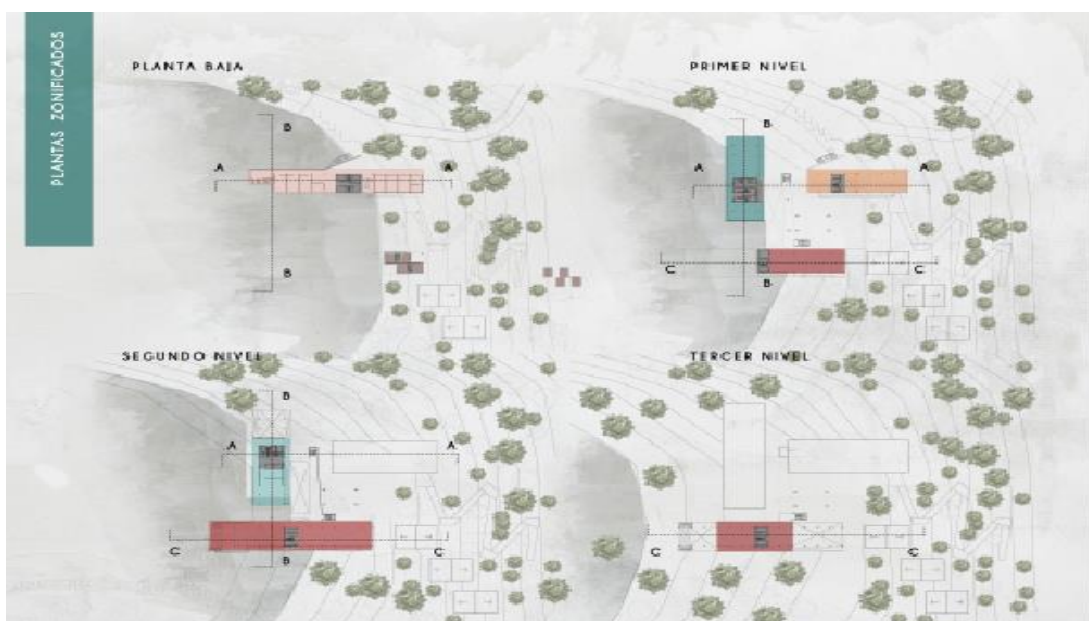 PLANTAS ZONIFICADOS
PLANTA BAJA
B
A A
B
PRIMER NIVEL
B
A A
C C
B
SEGUNDO NIVEL
B
A A
C C
B
TERCER NIVEL
C C